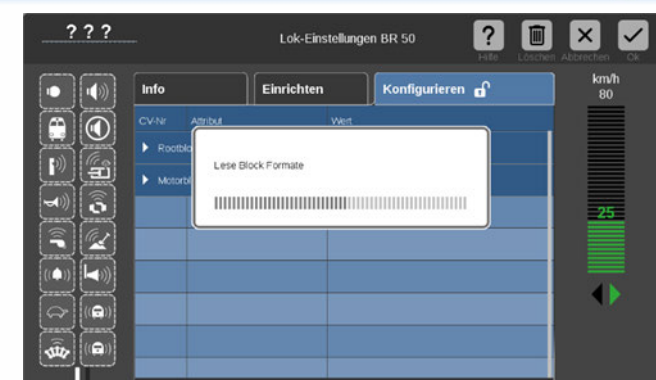 ? ? ?
Lok-Einstellungen BR 50
?
Hilfe
Löschen
Abbrechen
Ok
Info
Einrichten
Konfigurieren
km/h
80
CV-Nr
Attribut
Wert
Rootblo
Motorbl
Lese Block Formate
25